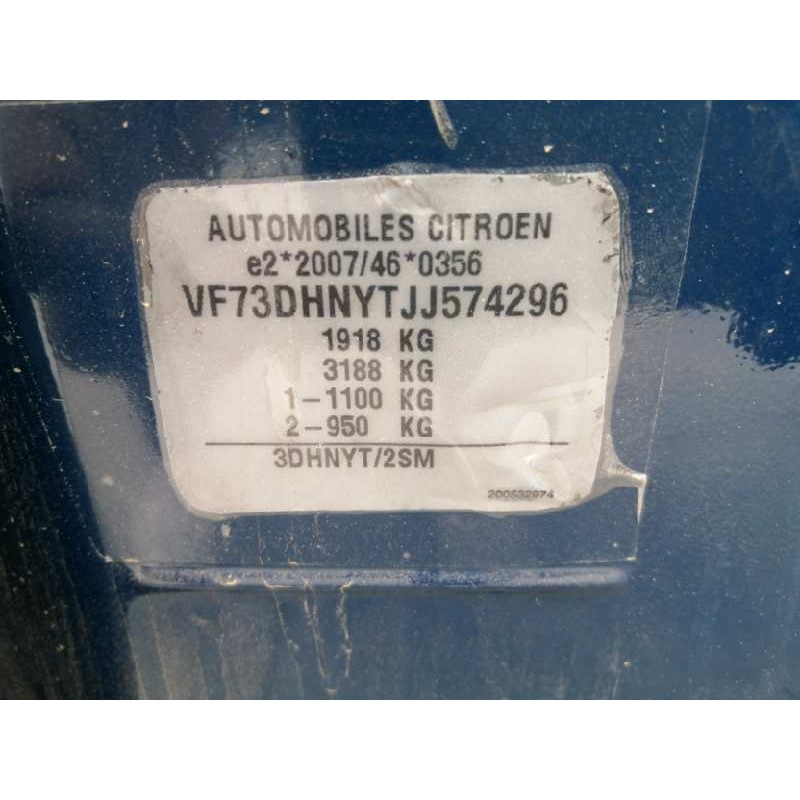 AUTOMOBILES CITROEN
e2*2007/46*0356
VF73DHNYTJJ574296
1918 KG
3188 KG
1-1100 KG
2-950 KG
3DHNYT/2SM
200632974